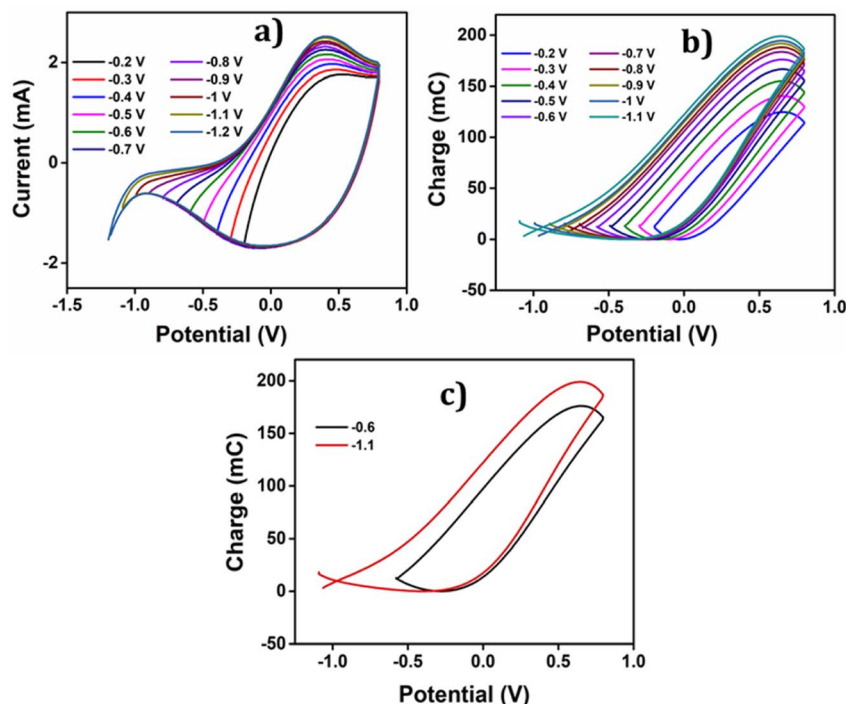 a)
-0.2 V -0.8 V
-0.3 V -0.9 V
-0.4 V -1 V
-0.5 V -1.1 V
-0.6 V -1.2 V
-0.7 V
Current (mA)
2
0
-2
-1.5 -1.0 -0.5 0.0 0.5 1.0
Potential (V)
b)
-0.2 V -0.7 V
-0.3 V -0.8 V
-0.4 V -0.9 V
-0.5 V -1 V
-0.6 V -1.1 V
Charge (mC)
200
150
100
50
0
-50
-1.0 -0.5 0.0 0.5 1.0
Potential (V)
c)
-0.6
-1.1
Charge (mC)
200
150
100
50
0
-50
-1.0 -0.5 0.0 0.5 1.0
Potential (V)